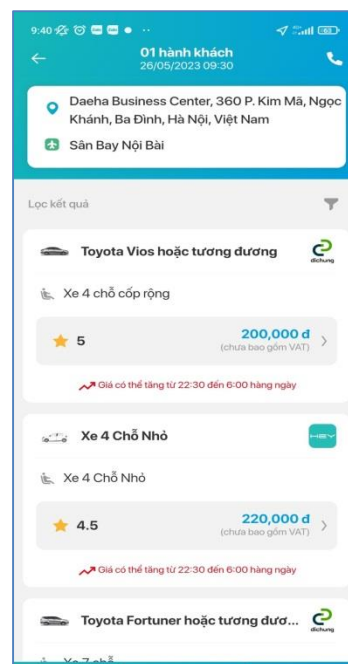 9:40
01 hành khách
26/05/2023 09:30
Daeha Business Center, 360 P. Kim Mã, Ngọc
Khánh, Ba Đình, Hà Nội, Việt Nam
Sân Bay Nội Bài
Lọc kết quả
Toyota Vios hoặc tương đương
dichung
Xe 4 chỗ cốp rộng
5
200,000 đ
(chưa bao gồm VAT)
Giá có thể tăng từ 22:30 đến 6:00 hàng ngày
Xe 4 Chỗ Nhỏ
HEY
Xe 4 Chỗ Nhỏ
4.5
220,000 đ
(chưa bao gồm VAT)
Giá có thể tăng từ 22:30 đến 6:00 hàng ngày
Toyota Fortuner hoặc tương đươ...
dichung
Xe 7 chỗ